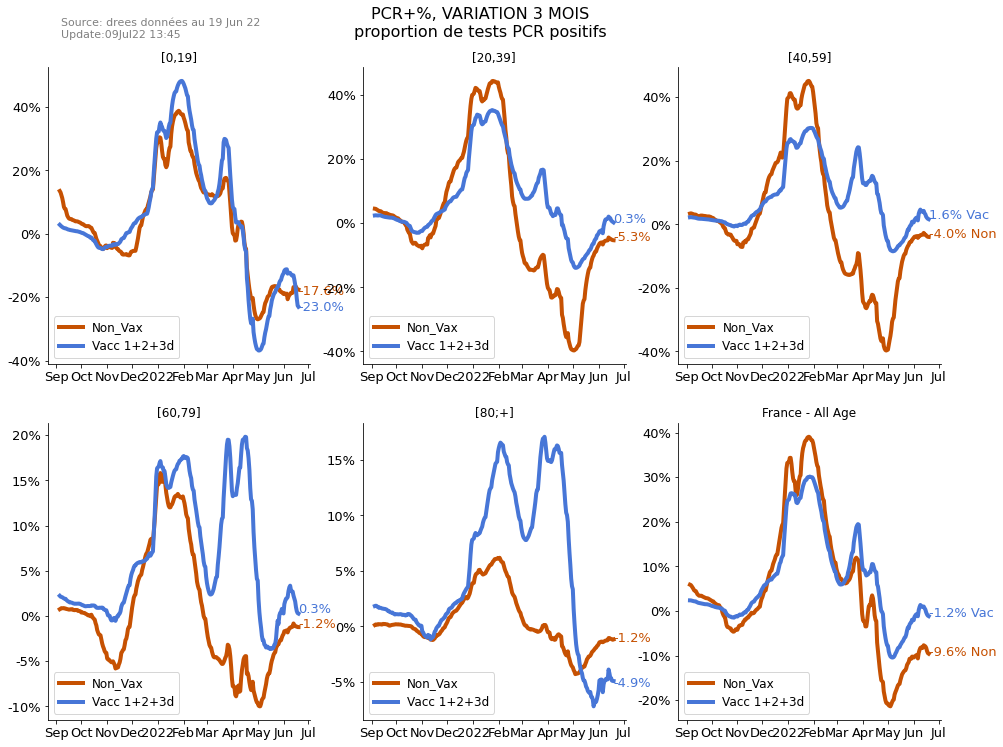 Source: drees données au 19 Jun 22
Update:09Jul22 13:45
PCR+%, VARIATION 3 MOIS
proportion de tests PCR positifs
[0,19]
40%
20%
0%
-20%
-40%
-17.6%
-23.0%
Non_Vax
Vacc 1+2+3d
Sep Oct Nov Dec 2022 Feb Mar Apr May Jun Jul
[20,39]
40%
20%
0%
-20%
-40%
0.3%
-5.3%
Non_Vax
Vacc 1+2+3d
Sep Oct Nov Dec 2022 Feb Mar Apr May Jun Jul
[40,59]
40%
20%
0%
-20%
-40%
1.6% Vac
-4.0% Non
Non_Vax
Vacc 1+2+3d
Sep Oct Nov Dec 2022 Feb Mar Apr May Jun Jul
[60,79]
20%
15%
10%
5%
0%
-5%
-10%
0.3%
-1.2%
Non_Vax
Vacc 1+2+3d
Sep Oct Nov Dec 2022 Feb Mar Apr May Jun Jul
[80;+]
15%
10%
5%
0%
-5%
-1.2%
-4.9%
Non_Vax
Vacc 1+2+3d
Sep Oct Nov Dec 2022 Feb Mar Apr May Jun Jul
France - All Age
40%
30%
20%
10%
0%
-10%
-20%
-1.2% Vac
-9.6% Non
Non_Vax
Vacc 1+2+3d
Sep Oct Nov Dec 2022 Feb Mar Apr May Jun Jul